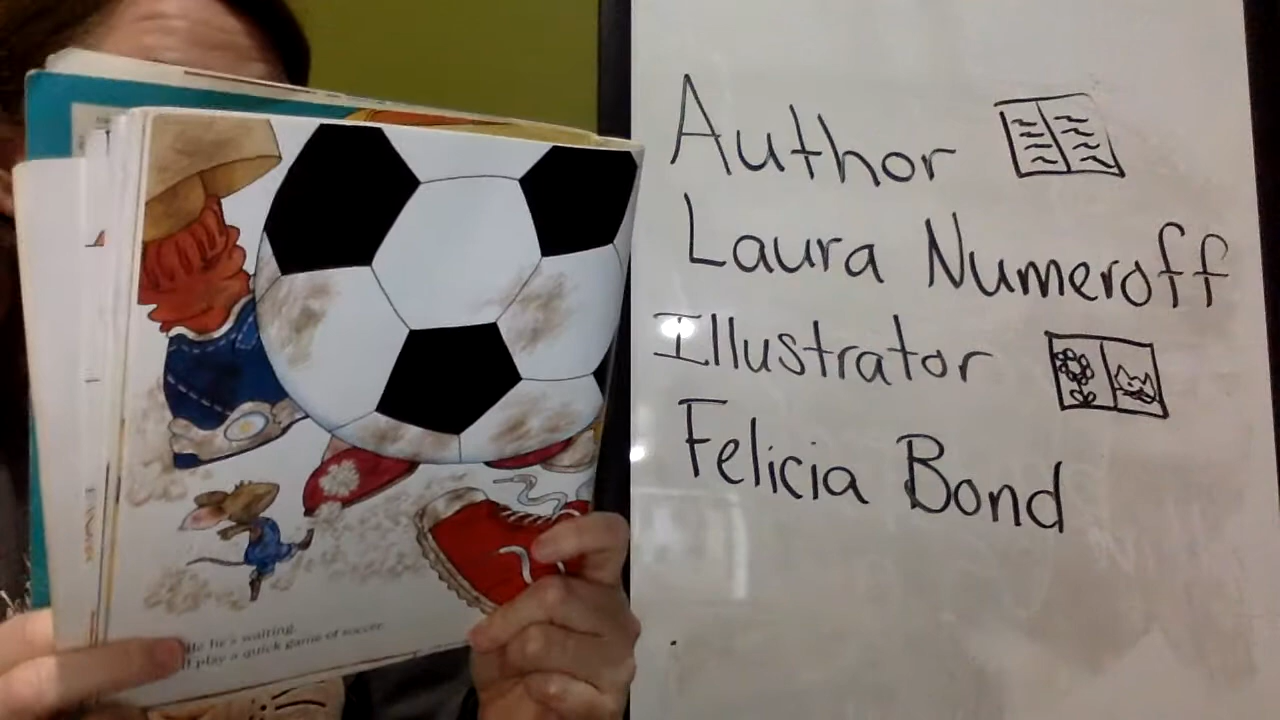 he's waiting.
play a quick game of soccer.
Author
Laura Numeroff
Illustrator
Felicia Bond